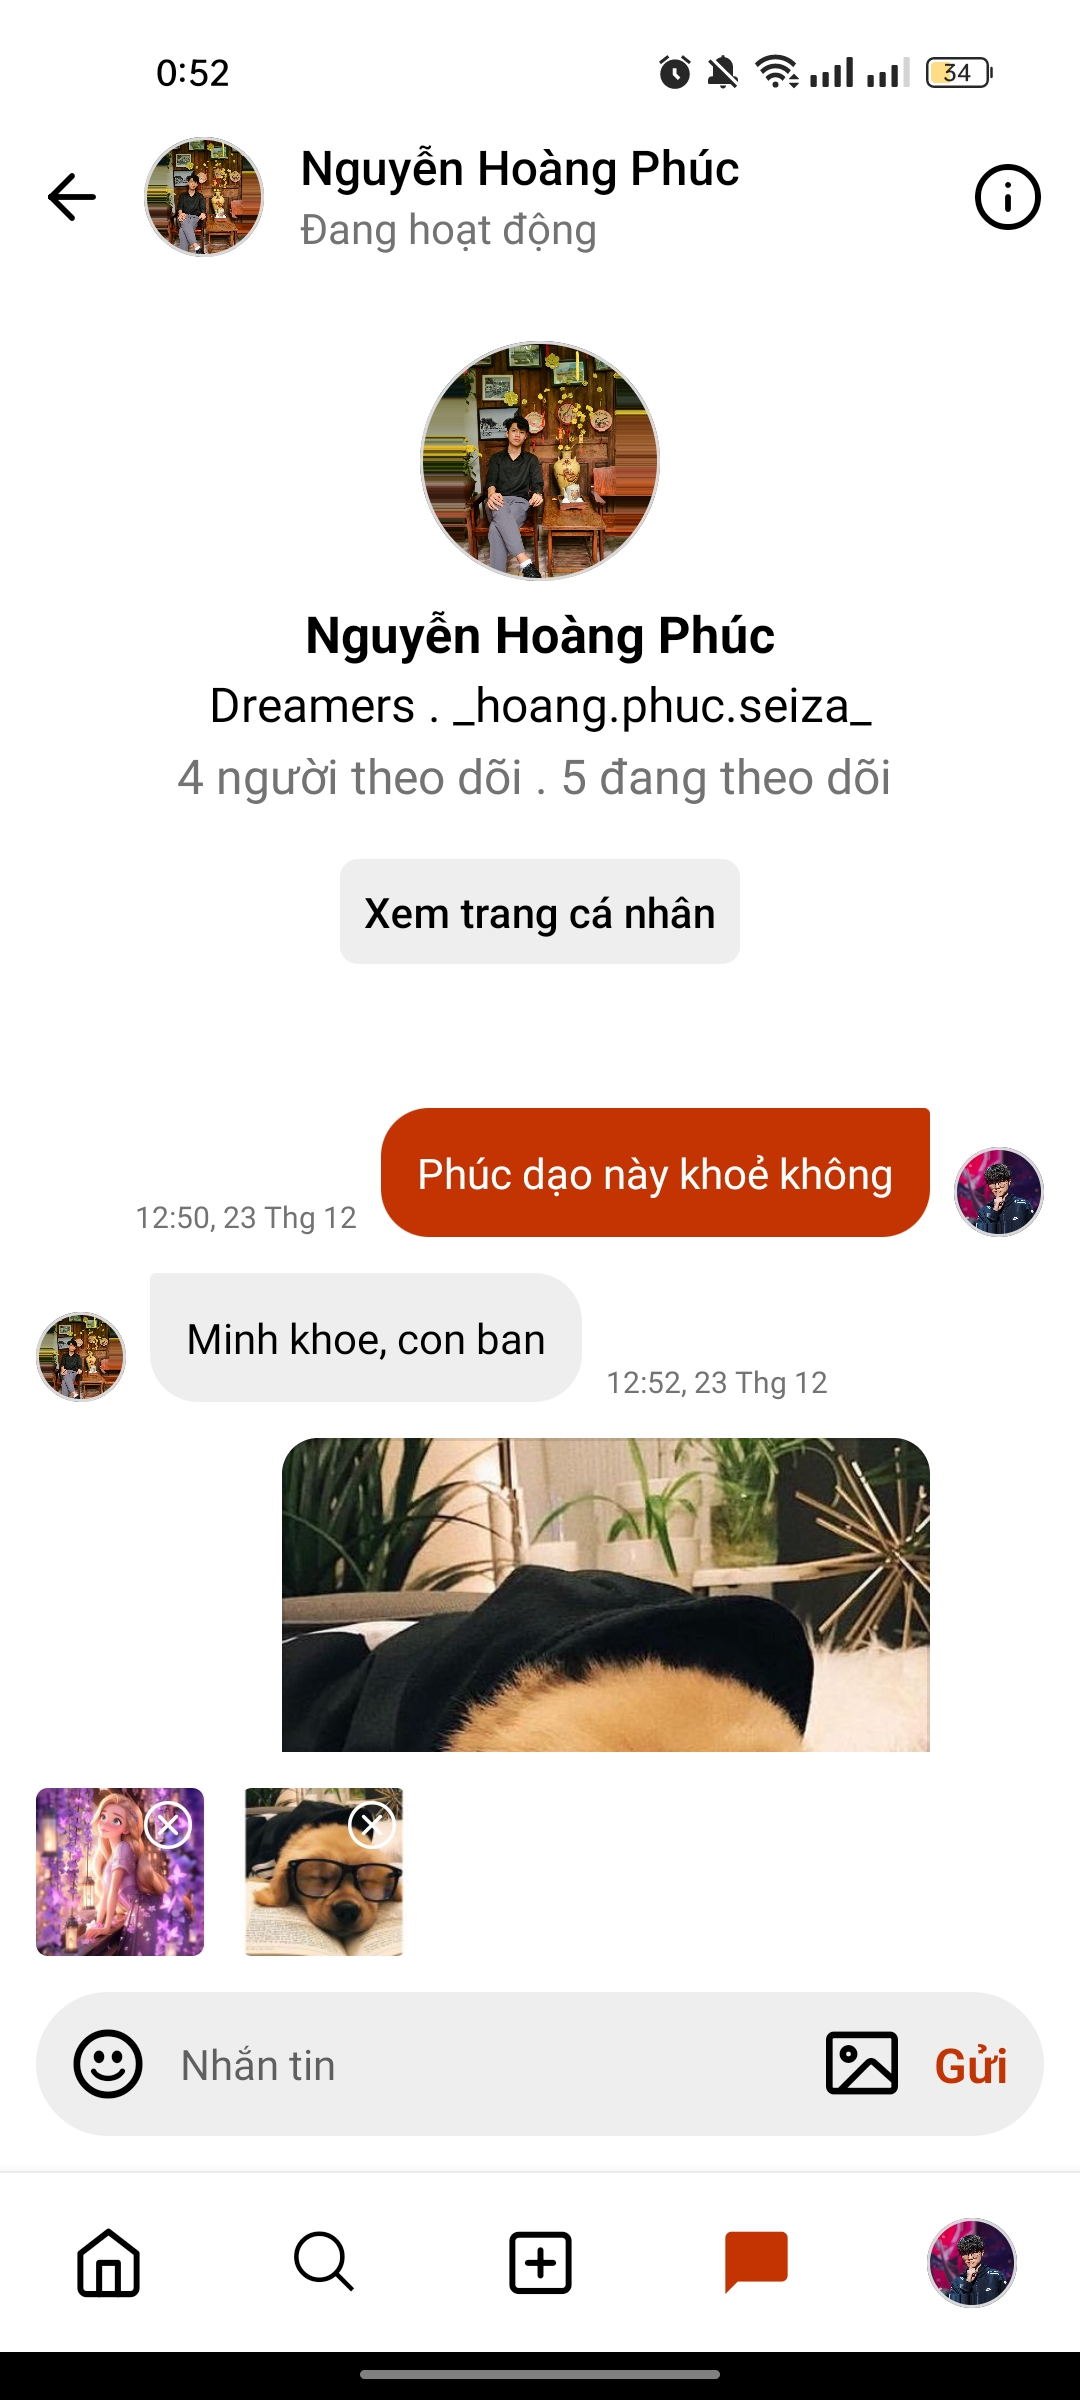 0:52
34
Nguyễn Hoàng Phúc
Đang hoạt động
Nguyễn Hoàng Phúc
Dreamers . _hoang.phuc.seiza_
4 người theo dõi . 5 đang theo dõi
Xem trang cá nhân
Phúc dạo này khoẻ không
12:50, 23 Thg 12
Minh khoe, con ban
12:52, 23 Thg 12
Nhắn tin
Gửi